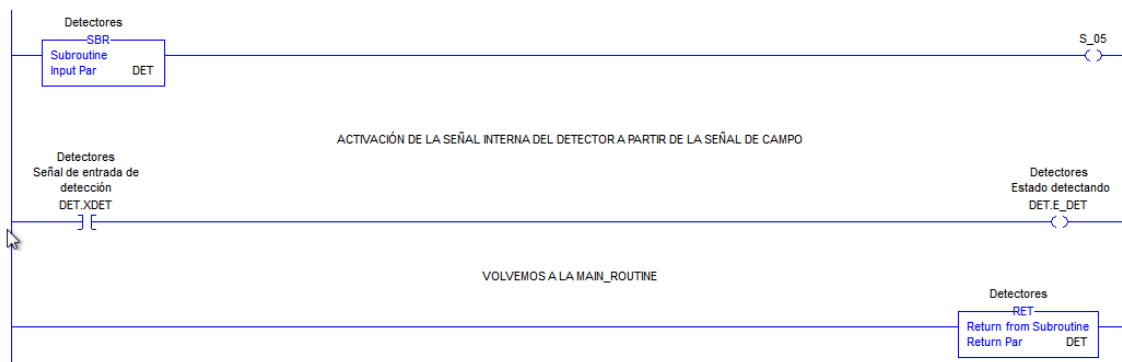 Detectores
SBR
Subroutine
Input Par DET
S_05
ACTIVACIÓN DE LA SEÑAL INTERNA DEL DETECTOR A PARTIR DE LA SEÑAL DE CAMPO
Detectores
Señal de entrada de
detección
DET.XDET
Detectores
Estado detectando
DET.E_DET
VOLVEMOS A LA MAIN_ROUTINE
Detectores
RET
Return from Subroutine
Return Par DET